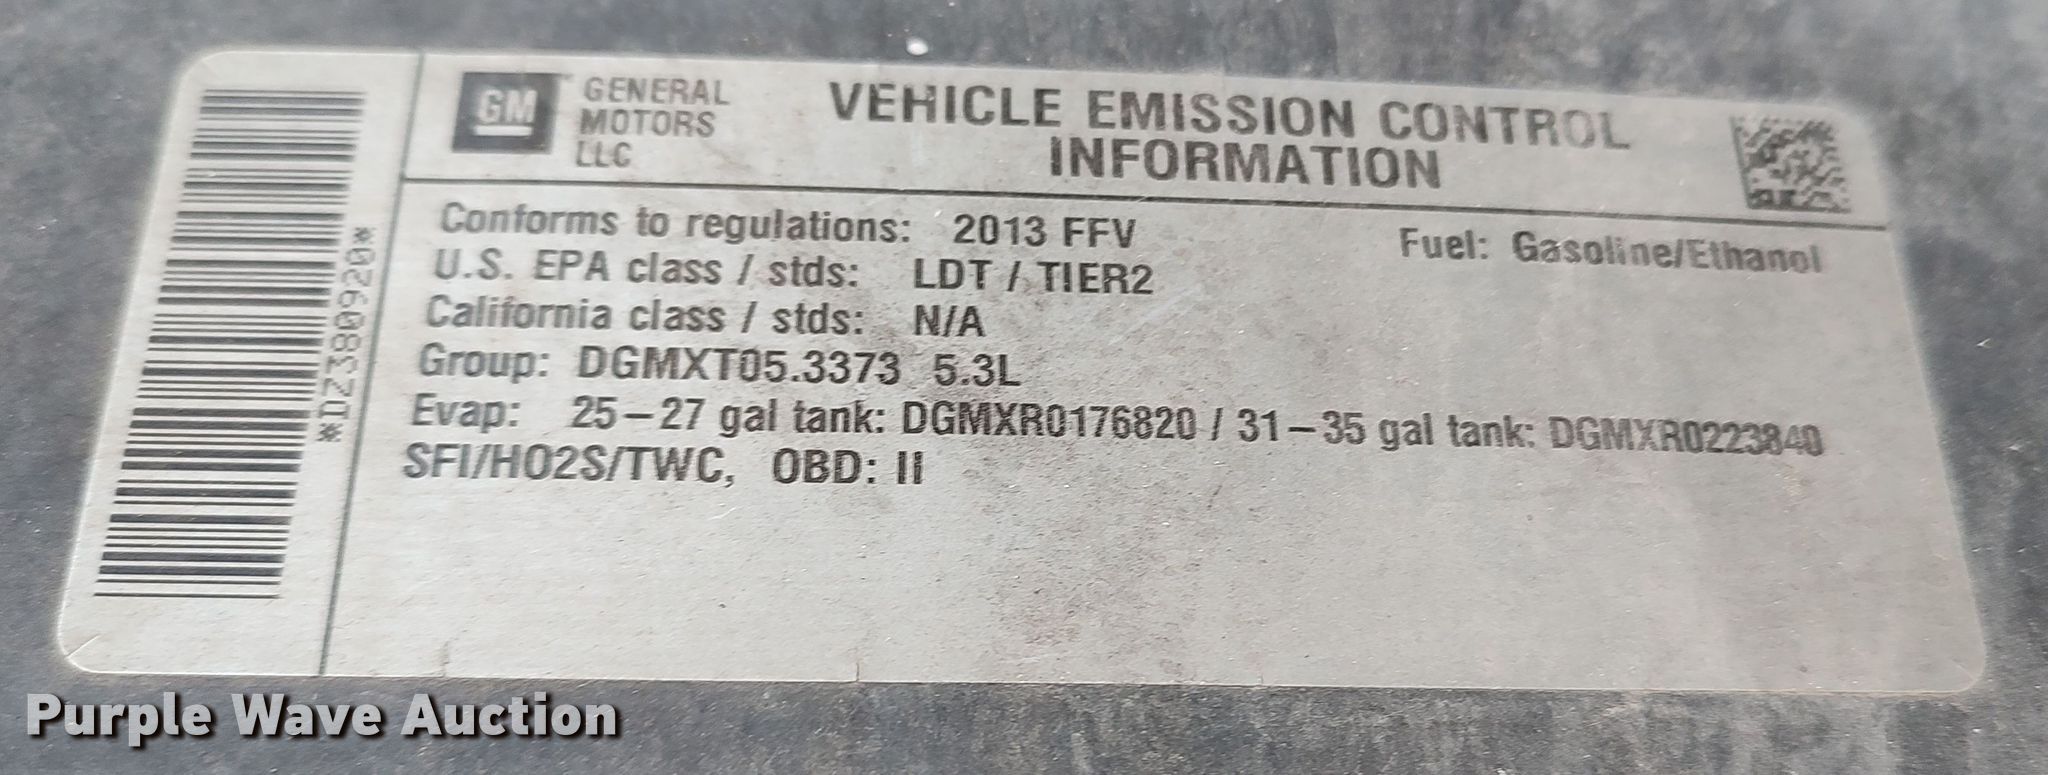 GM
GENERAL
MOTORS
LLC
VEHICLE EMISSION CONTROL
INFORMATION
Conforms to regulations: 2013 FFV
Fuel: Gasoline/Ethanol
U.S. EPA class / stds: LDT / TIER2
California class / stds: N/A
Group: DGMXT05.3373 5.3L
Evap: 25-27 gal tank: DGMXR0176820 / 31-35 gal tank: DGMXR0223840
SFI/HO2S/TWC, OBD: II
*DZ380920*
Purple Wave Auction